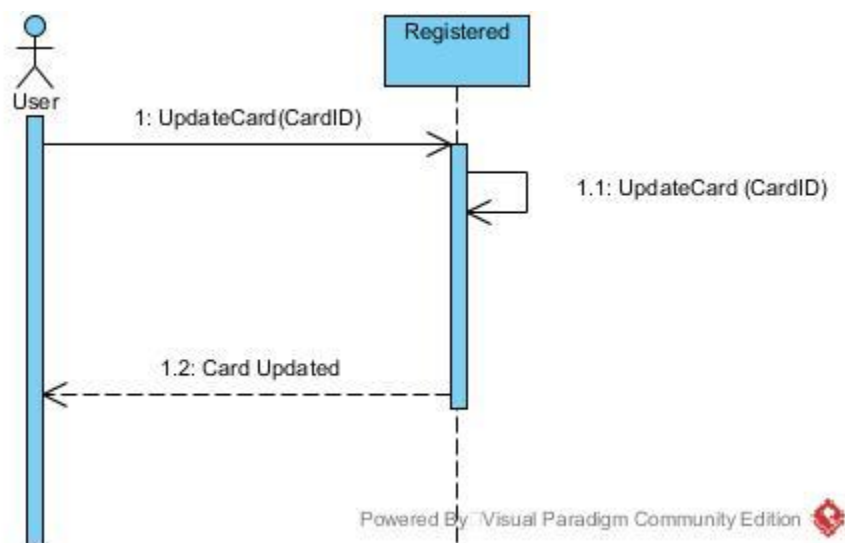 Registered
User
1: UpdateCard(CardID)
1.1: UpdateCard (CardID)
1.2: Card Updated
Powered By Visual Paradigm Community Edition